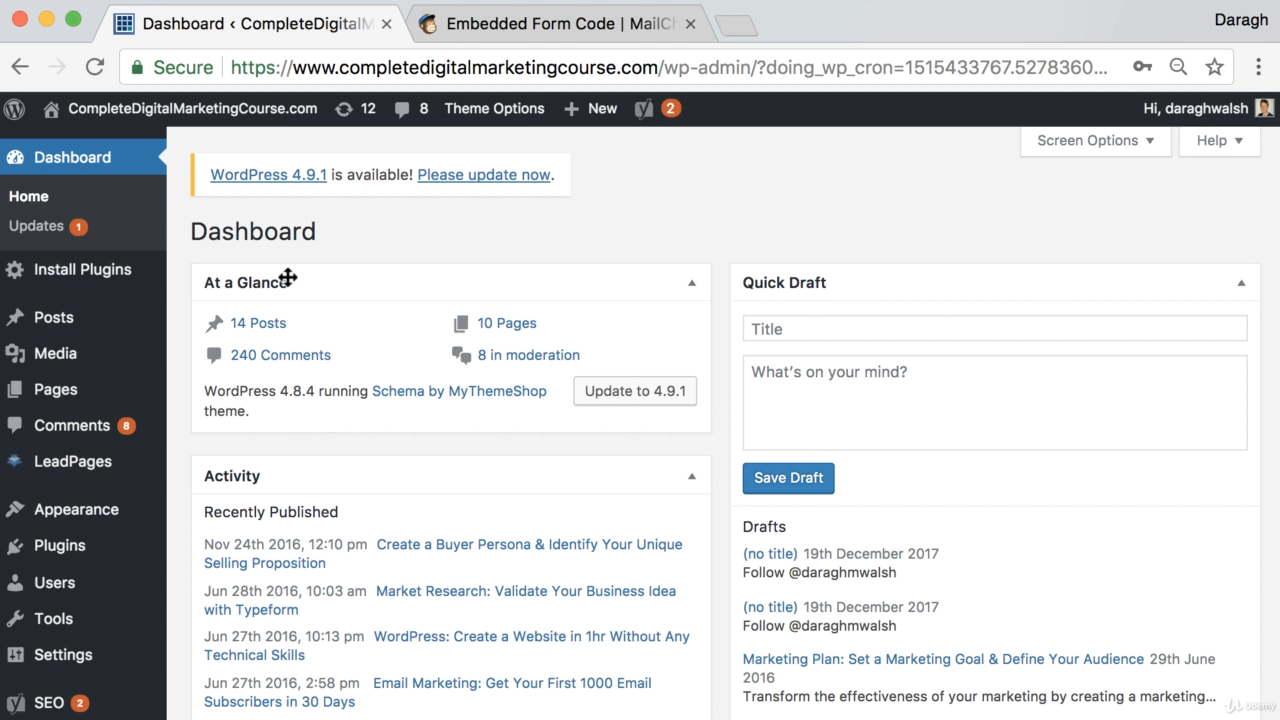 Dashboard ‹ CompleteDigitalM
Embedded Form Code | MailCh
Daragh
Secure
https://www.completedigitalmarketingcourse.com/wp-admin/?doing_wp_cron=1515433767.5278360...
CompleteDigitalMarketingCourse.com
12
8
Theme Options
New
2
Hi, daraghwalsh
Dashboard
Home
Updates 1
Install Plugins
Posts
Media
Pages
Comments 8
LeadPages
Appearance
Plugins
Users
Tools
Settings
SEO 2
Screen Options
Help
WordPress 4.9.1 is available! Please update now.
Dashboard
At a Glance
14 Posts
10 Pages
240 Comments
8 in moderation
WordPress 4.8.4 running Schema by MyThemeShop
theme.
Update to 4.9.1
Activity
Recently Published
Nov 24th 2016, 12:10 pm Create a Buyer Persona & Identify Your Unique
Selling Proposition
Jun 28th 2016, 10:03 am Market Research: Validate Your Business Idea
with Typeform
Jun 27th 2016, 10:13 pm WordPress: Create a Website in 1hr Without Any
Technical Skills
Jun 27th 2016, 2:58 pm Email Marketing: Get Your First 1000 Email
Subscribers in 30 Days
Quick Draft
Title
What's on your mind?
Save Draft
Drafts
(no title) 19th December 2017
Follow @daraghmwalsh
(no title) 19th December 2017
Follow @daraghmwalsh
Marketing Plan: Set a Marketing Goal & Define Your Audience 29th June
2016
Transform the effectiveness of your marketing by creating a marketing...
Udemy